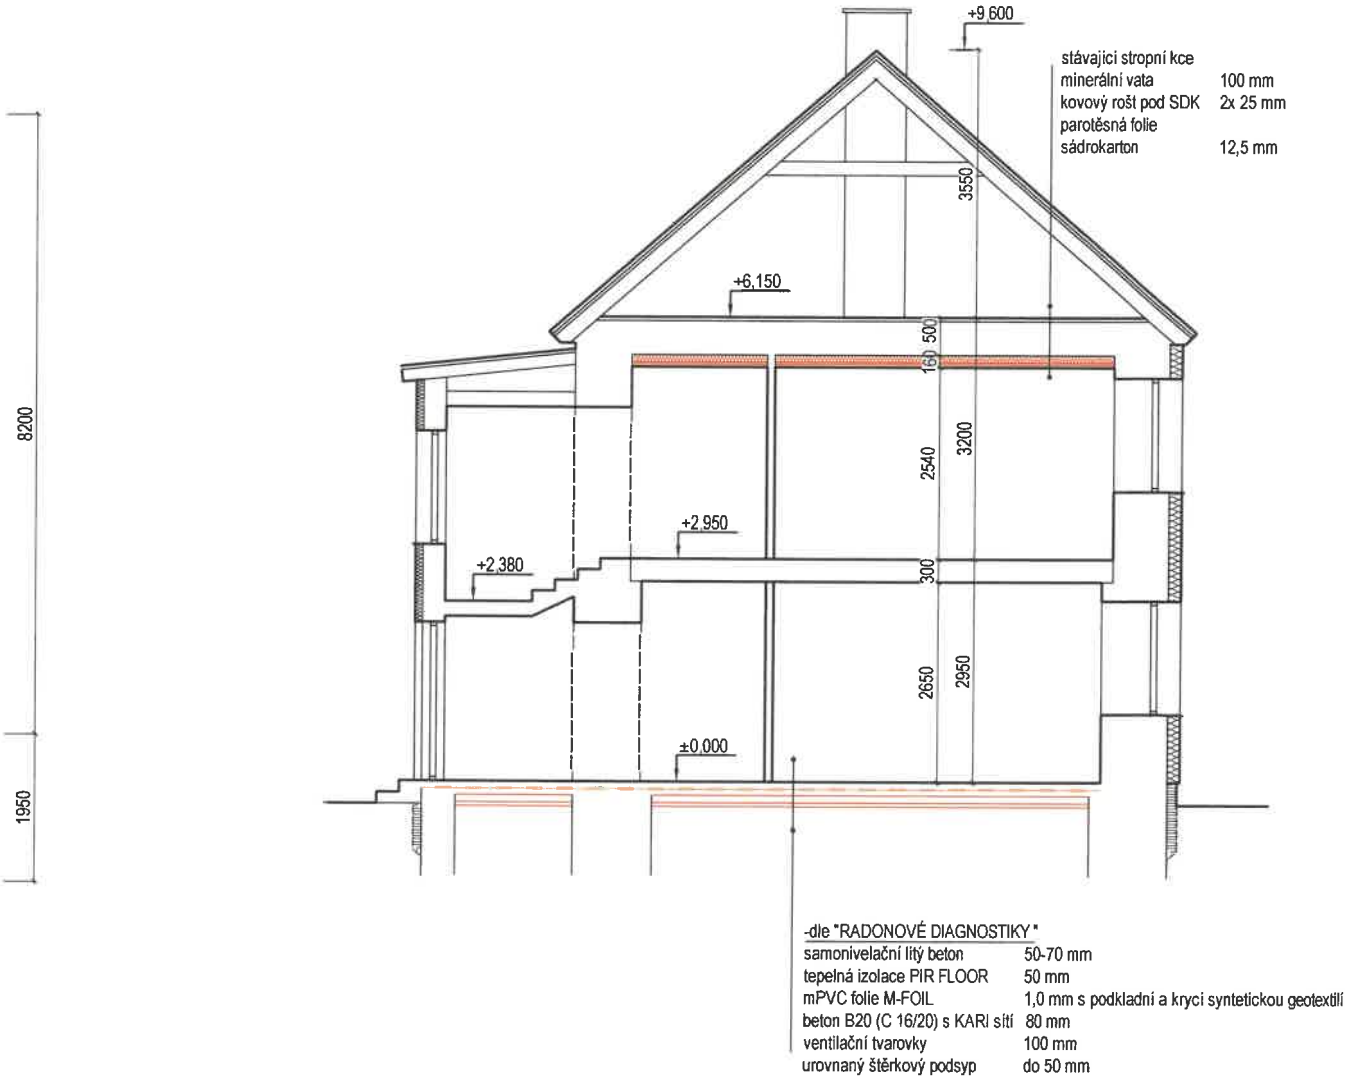 +9,600
stávající stropní kce
minerální vata 100 mm
kovový rošt pod SDK 2x 25 mm
parotěsná folie
sádrokarton 12,5 mm
3550
+6,150
500
160
8200
3200
2540
+2,950
+2,380
300
2650
2950
±0,000
1950
-dle "RADONOVÉ DIAGNOSTIKY"
samonivelační litý beton 50-70 mm
tepelná izolace PIR FLOOR 50 mm
mPVC folie M-FOIL 1,0 mm s podkladní a krycí syntetickou geotextilí
beton B20 (C 16/20) s KARI sítí 80 mm
ventilační tvarovky 100 mm
urovnaný štěrkový podsyp do 50 mm